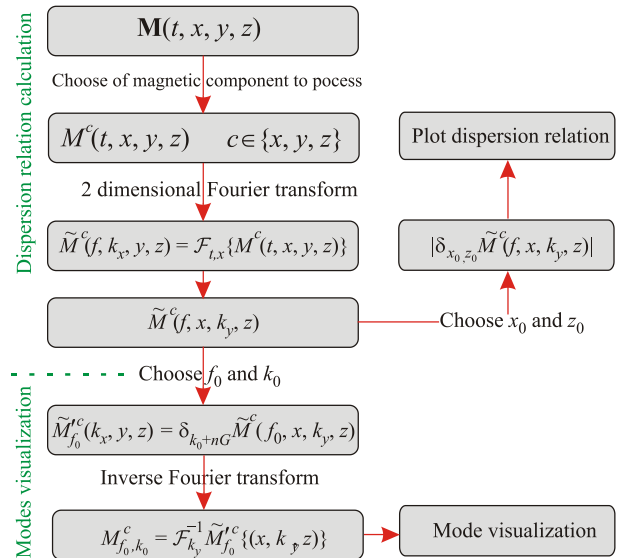 Dispersion relation calculation
M(t, x, y, z)
Choose of magnetic component to pocess
M^c(t, x, y, z) c∈{x, y, z}
2 dimensional Fourier transform
M̃^c(f, k_x, y, z) = ℱ_{t,x}{M^c(t, x, y, z)}
M̃^c(f, x, k_y, z)
Choose x_0 and z_0
|δ_{x_0,z_0} M̃^c(f, x, k_y, z)|
Plot dispersion relation
Choose f_0 and k_0
Modes visualization
M̃'^c_{f_0}(k_x, y, z) = δ_{k_0+nG} M̃^c(f_0, x, k_y, z)
Inverse Fourier transform
M^c_{f_0,k_0} = ℱ^{-1}_{k_y} M̃'^c_{f_0}{(x, k_y, z)}
Mode visualization